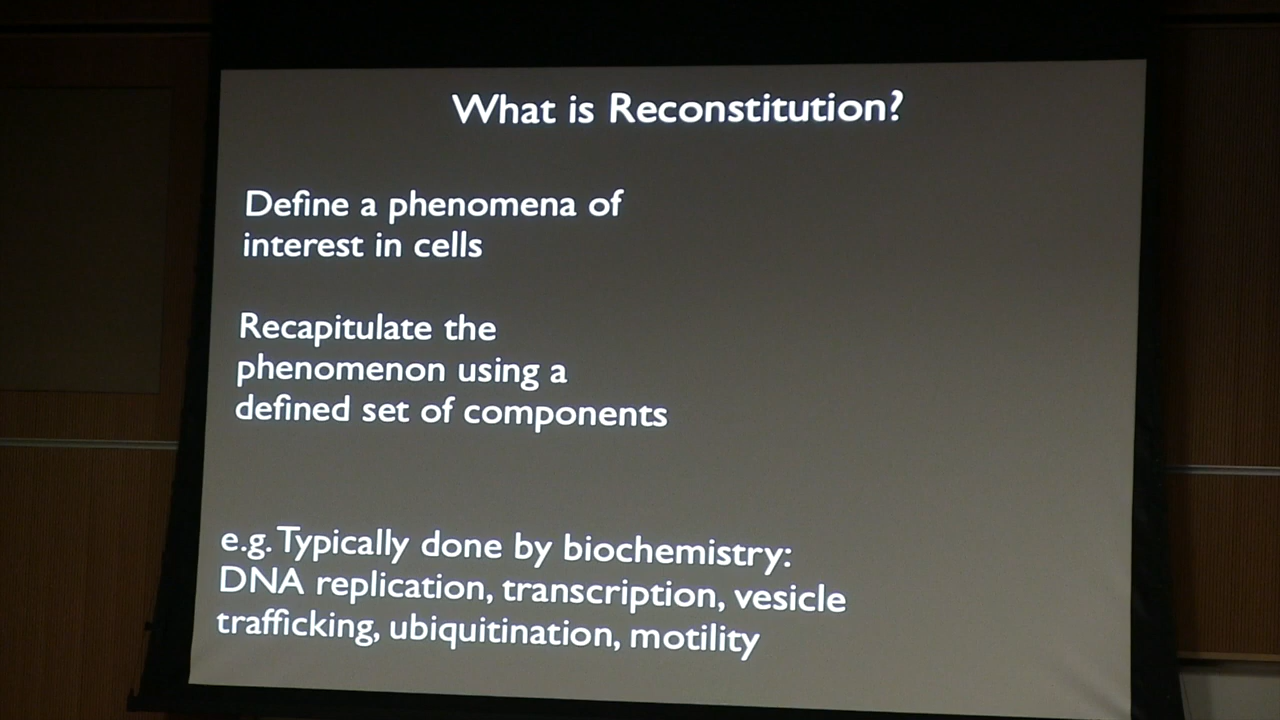 What is Reconstitution?
Define a phenomena of
interest in cells
Recapitulate the
phenomenon using a
defined set of components
e.g. Typically done by biochemistry:
DNA replication, transcription, vesicle
trafficking, ubiquitination, motility